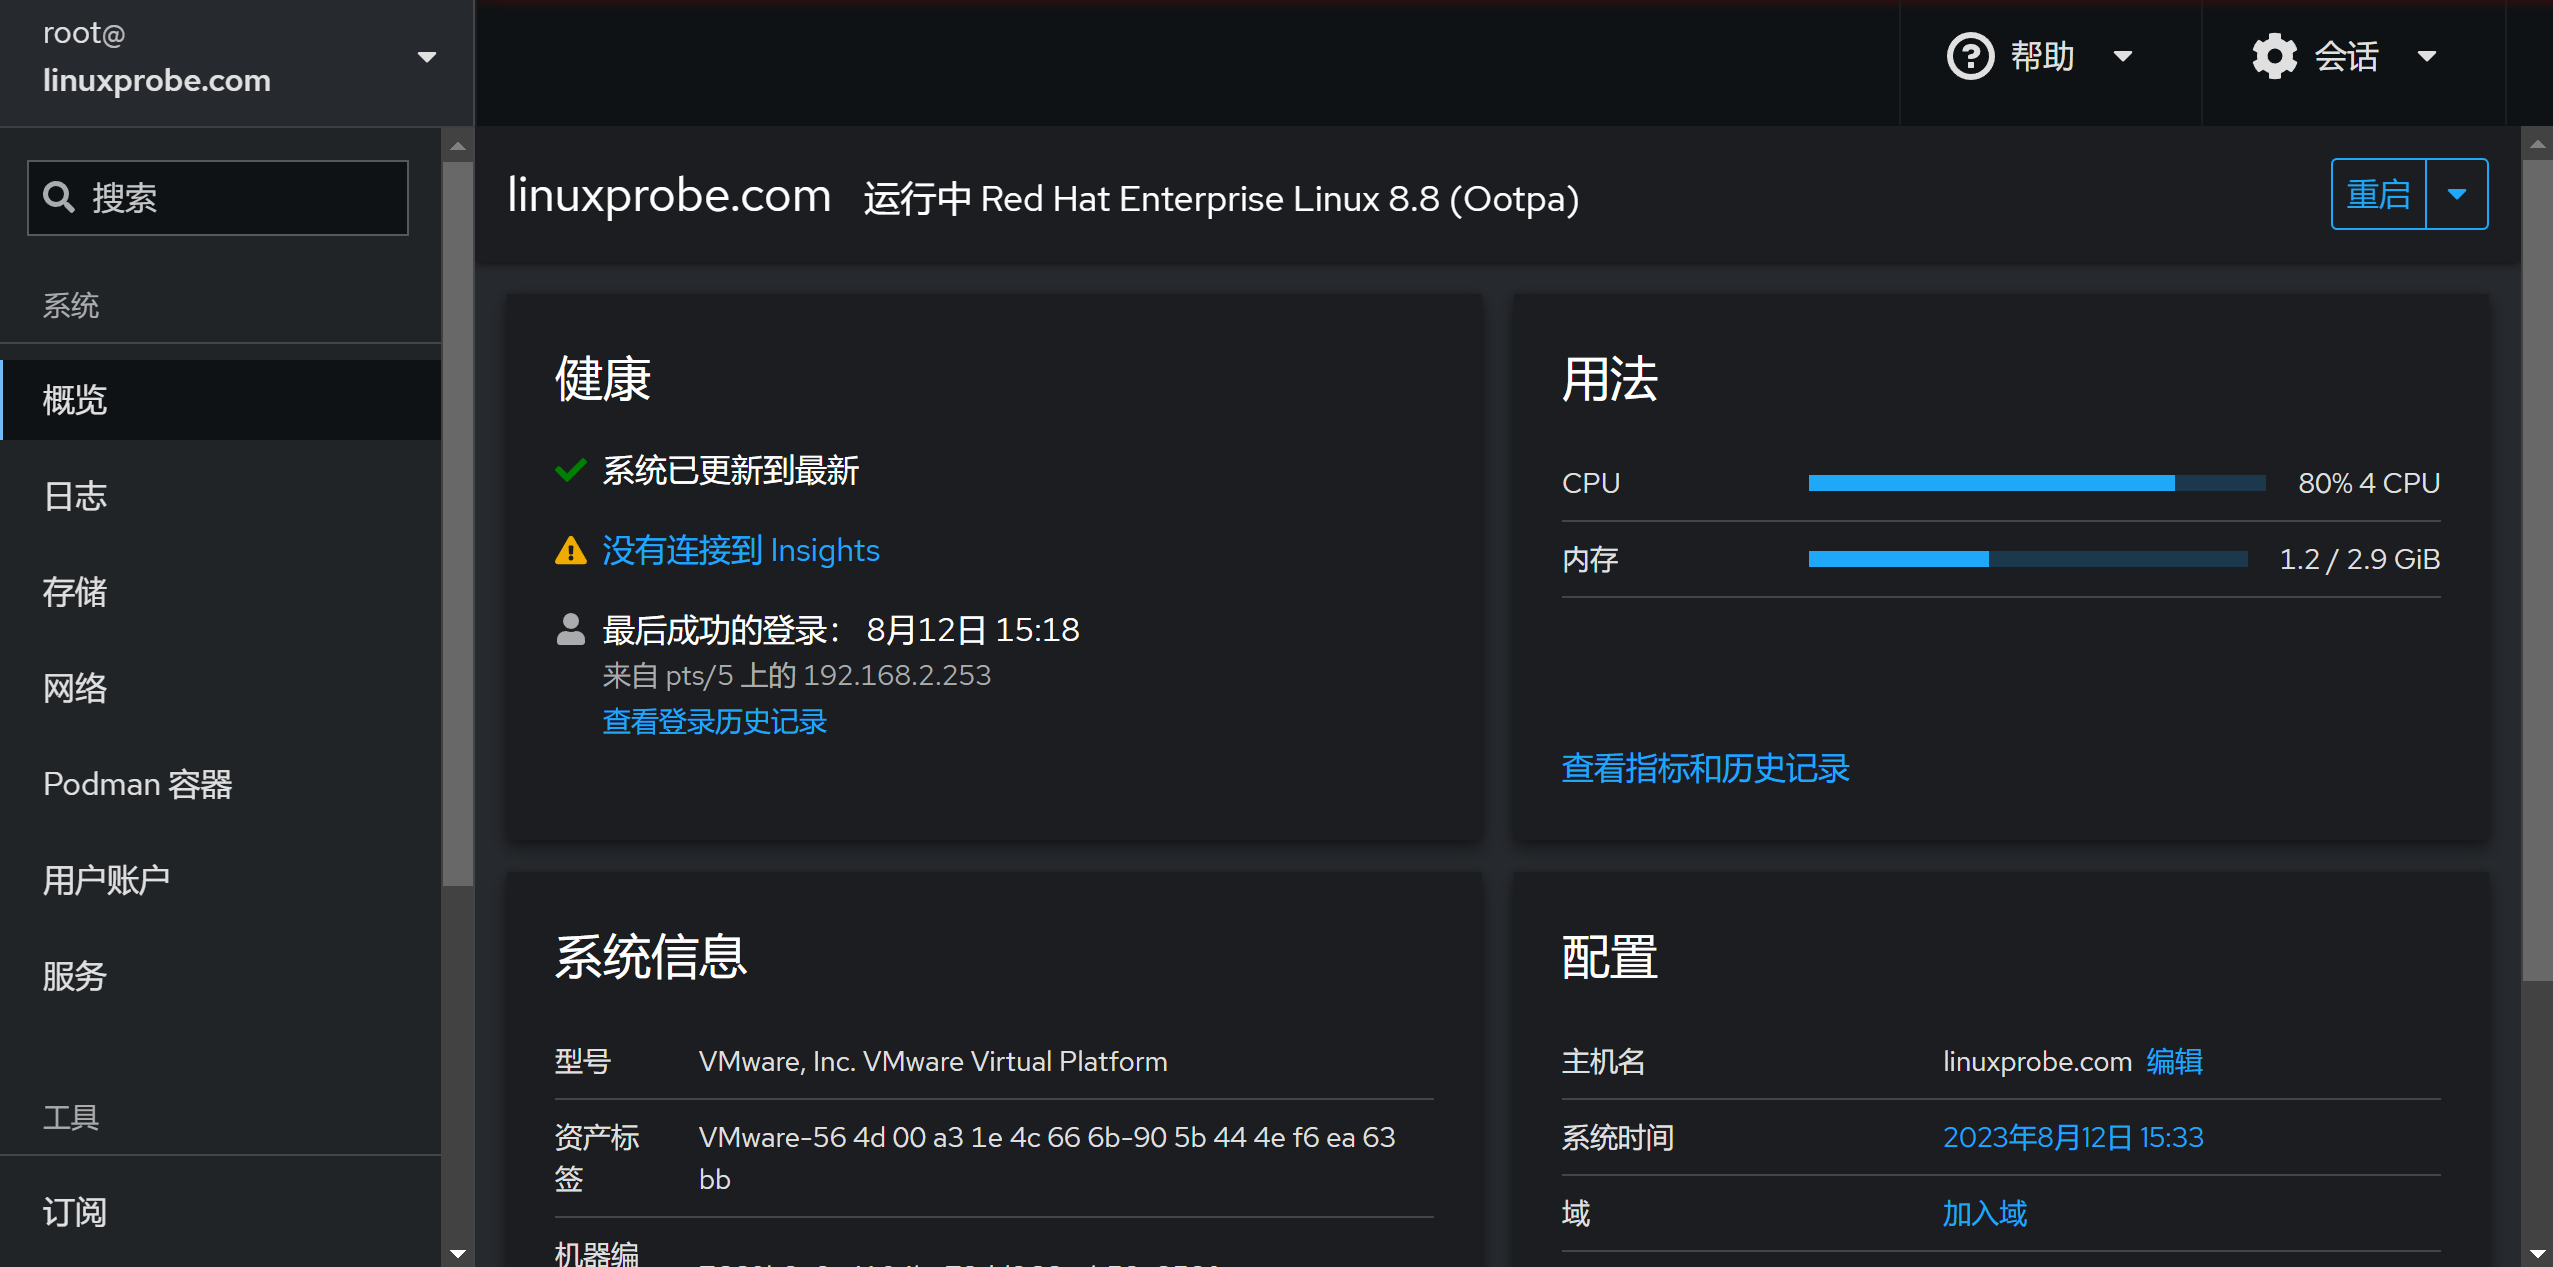 root@
linuxprobe.com
帮助
会话
搜索
系统
概览
日志
存储
网络
Podman 容器
用户账户
服务
工具
订阅
linuxprobe.com 运行中 Red Hat Enterprise Linux 8.8 (Ootpa)
重启
健康
系统已更新到最新
没有连接到 Insights
最后成功的登录： 8月12日 15:18
来自 pts/5 上的 192.168.2.253
查看登录历史记录
用法
CPU 80% 4 CPU
内存 1.2 / 2.9 GiB
查看指标和历史记录
系统信息
型号 VMware, Inc. VMware Virtual Platform
资产标签 VMware-56 4d 00 a3 1e 4c 66 6b-90 5b 44 4e f6 ea 63
bb
机器编
配置
主机名 linuxprobe.com 编辑
系统时间 2023年8月12日 15:33
域 加入域